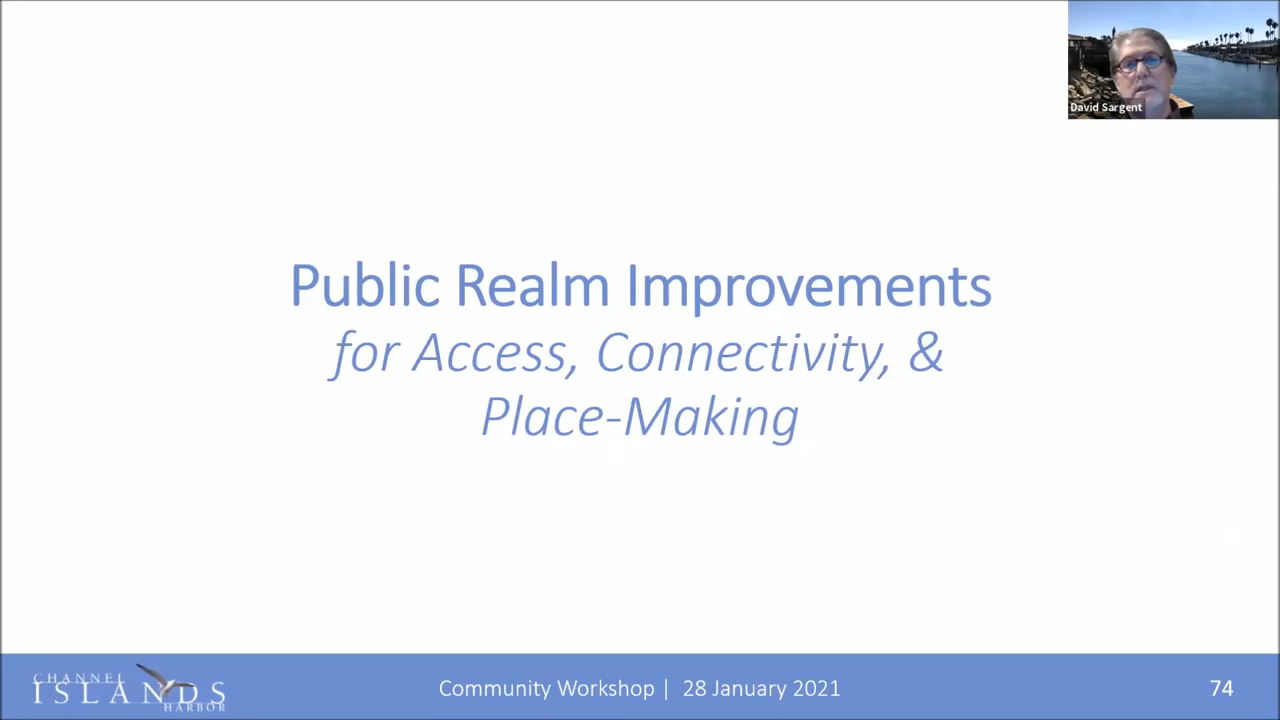 David Sargent
Public Realm Improvements
for Access, Connectivity, &
Place-Making
CHANNEL
ISLANDS
HARBOR
Community Workshop | 28 January 2021
74